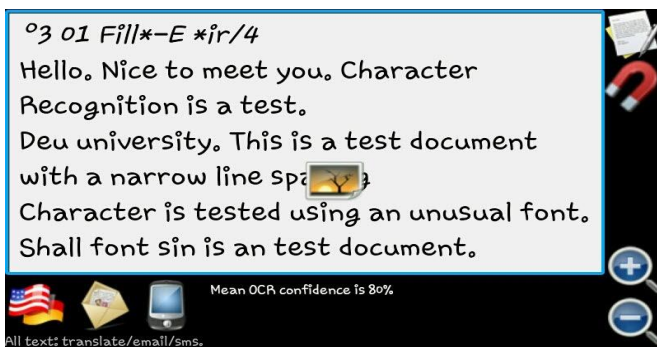 °3 01 Fill*-E *ir/4
Hello. Nice to meet you. Character
Recognition is a test.
Deu university. This is a test document
with a narrow line
Character is tested using an unusual font.
Shall font sin is an test document.
Mean OCR confidence is 80%
All text: translate/email/sms.